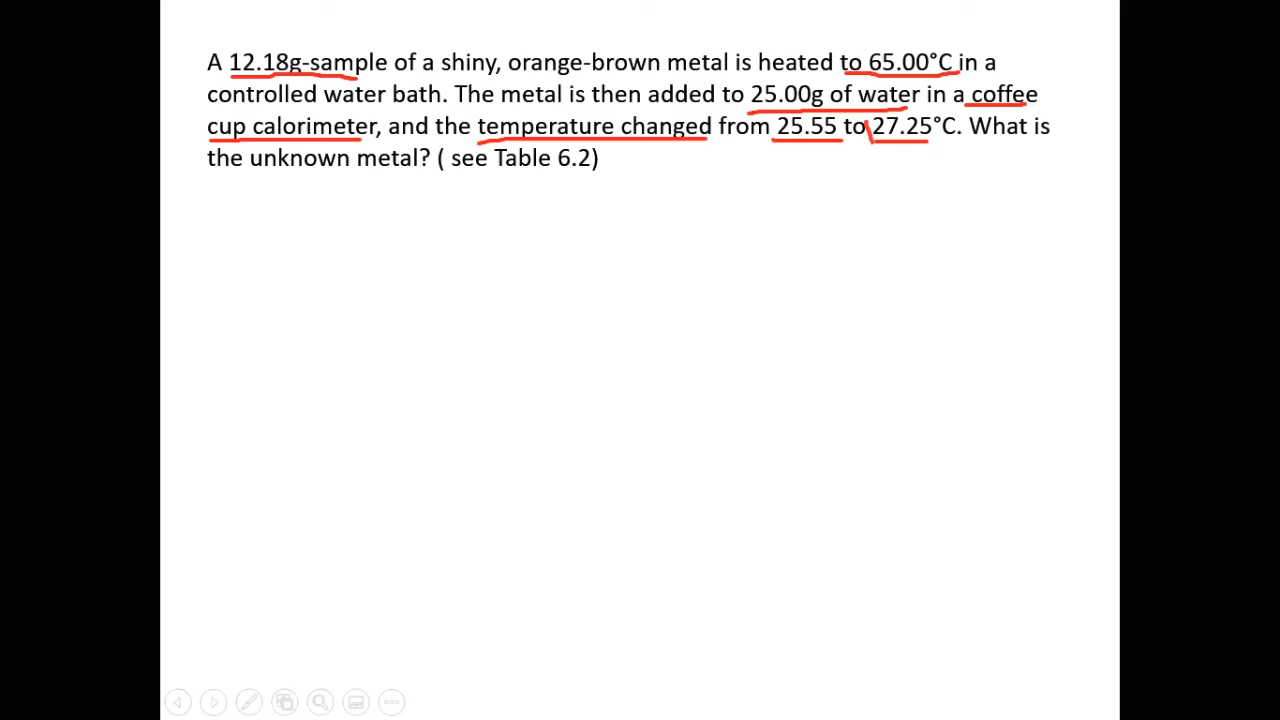 A 12.18g-sample of a shiny, orange-brown metal is heated to 65.00°C in a
controlled water bath. The metal is then added to 25.00g of water in a coffee
cup calorimeter, and the temperature changed from 25.55 to 27.25°C. What is
the unknown metal? ( see Table 6.2)